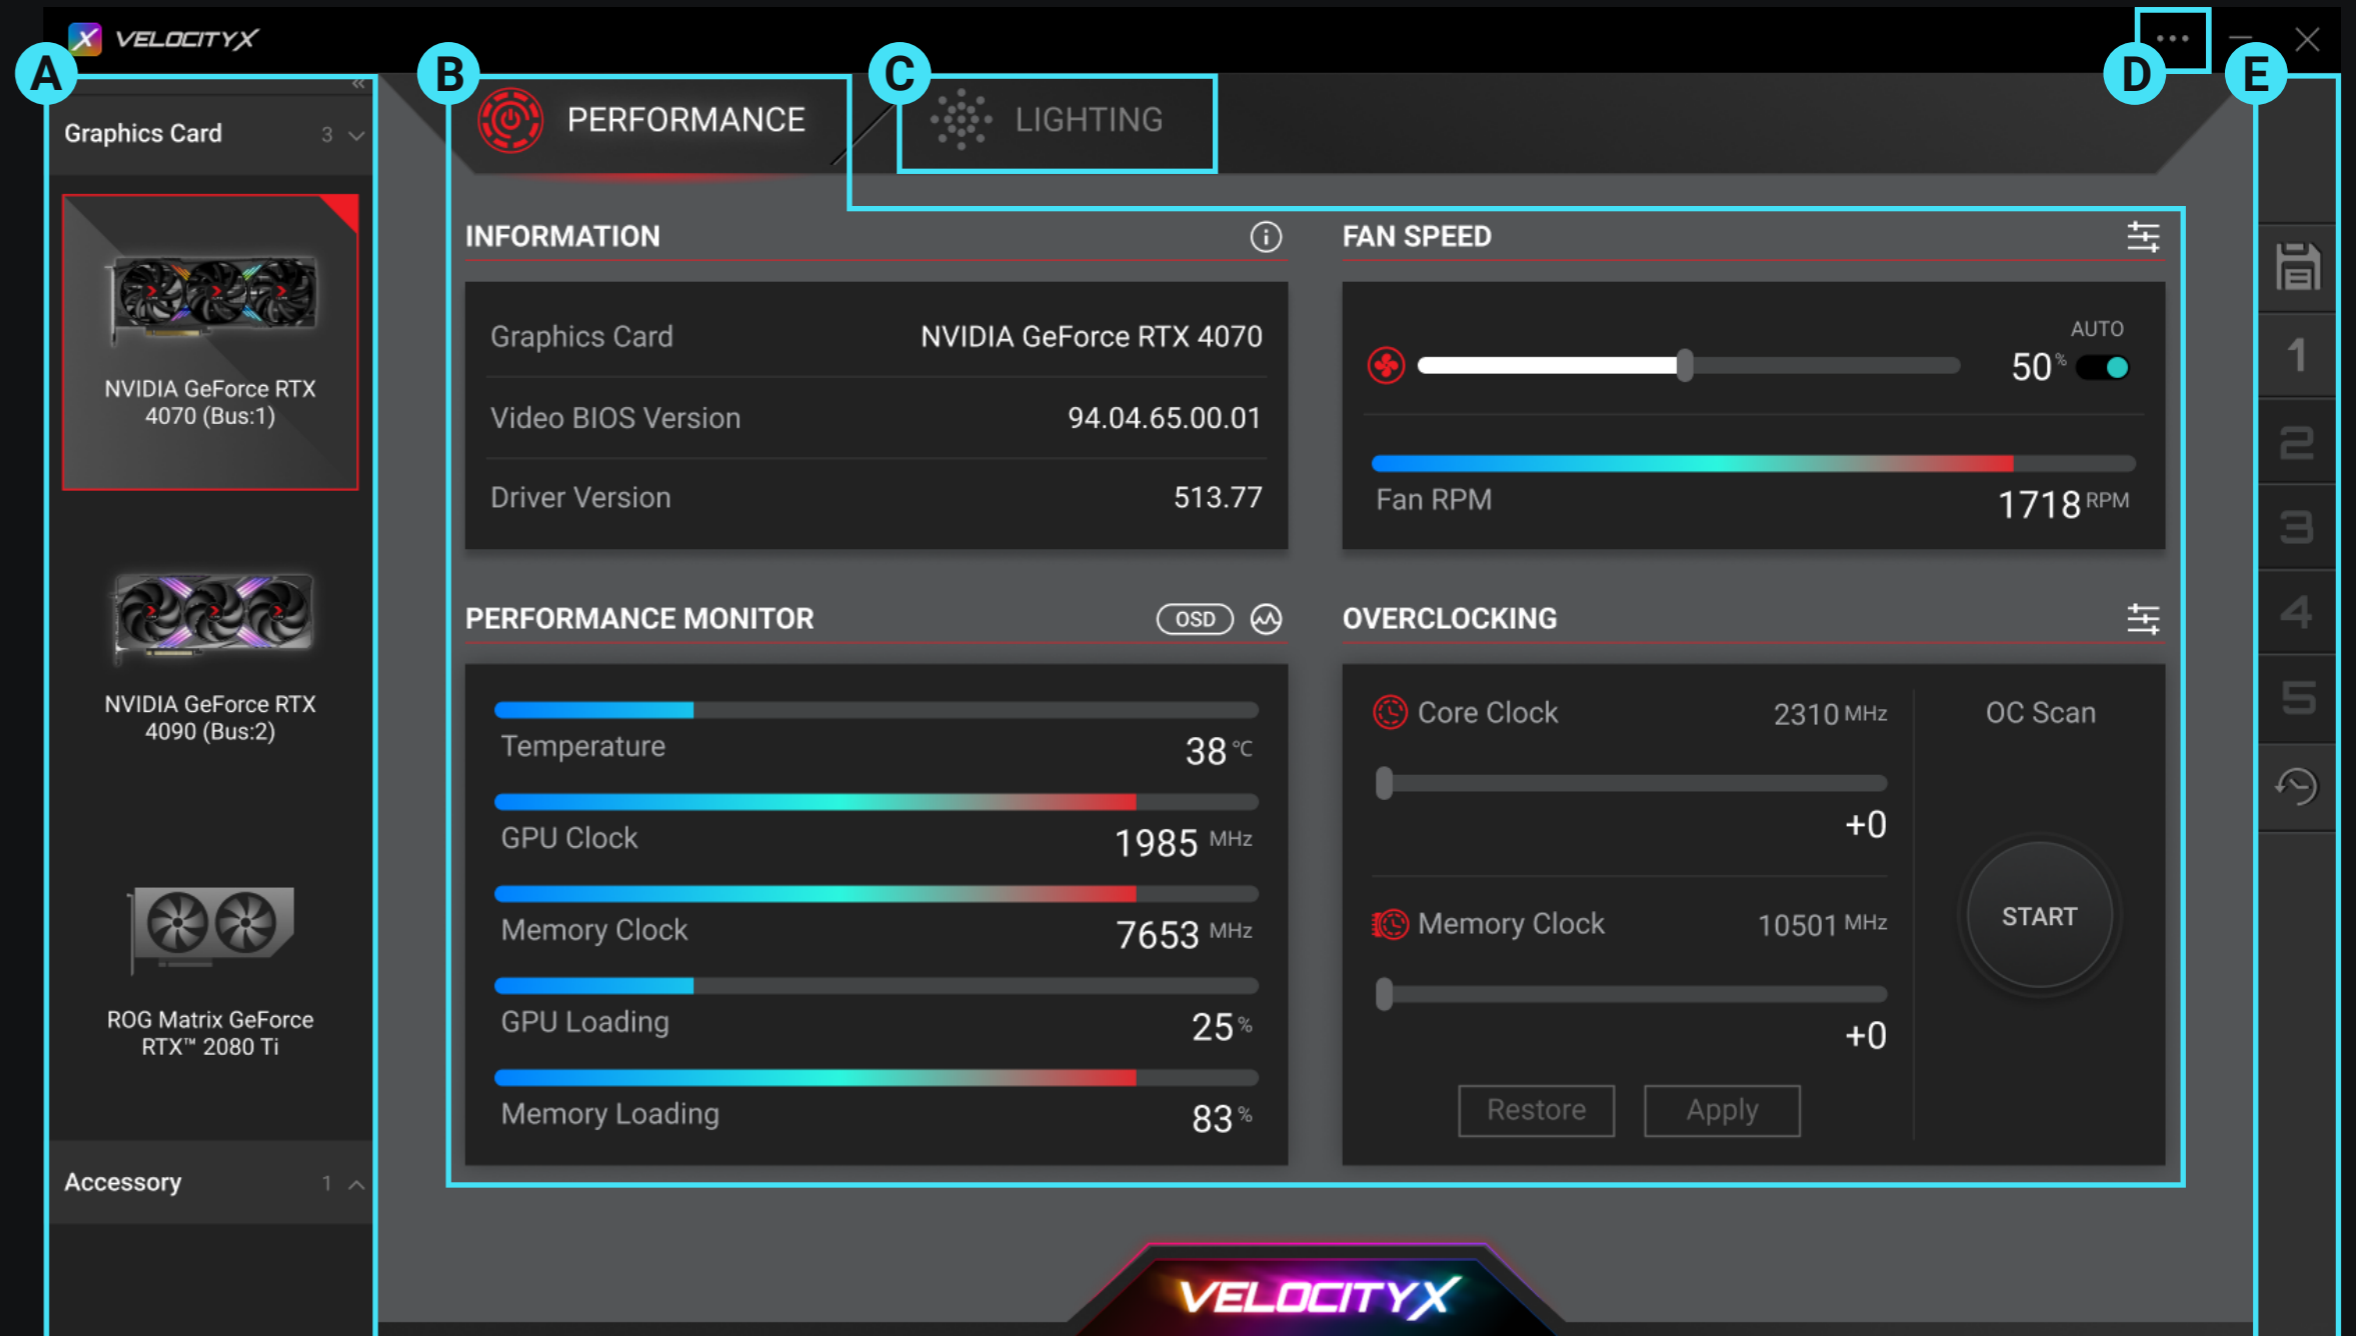 VELOCITYX
A
B
C
D
E
Graphics Card 3
NVIDIA GeForce RTX
4070 (Bus:1)
NVIDIA GeForce RTX
4090 (Bus:2)
ROG Matrix GeForce
RTX™ 2080 Ti
Accessory 1
PERFORMANCE
LIGHTING
INFORMATION
Graphics Card NVIDIA GeForce RTX 4070
Video BIOS Version 94.04.65.00.01
Driver Version 513.77
FAN SPEED
AUTO
50 %
Fan RPM 1718 RPM
PERFORMANCE MONITOR OSD
Temperature 38 °C
GPU Clock 1985 MHz
Memory Clock 7653 MHz
GPU Loading 25 %
Memory Loading 83 %
OVERCLOCKING
Core Clock 2310 MHz
+0
Memory Clock 10501 MHz
+0
Restore Apply
OC Scan
START
1
2
3
4
5
VELOCITYX